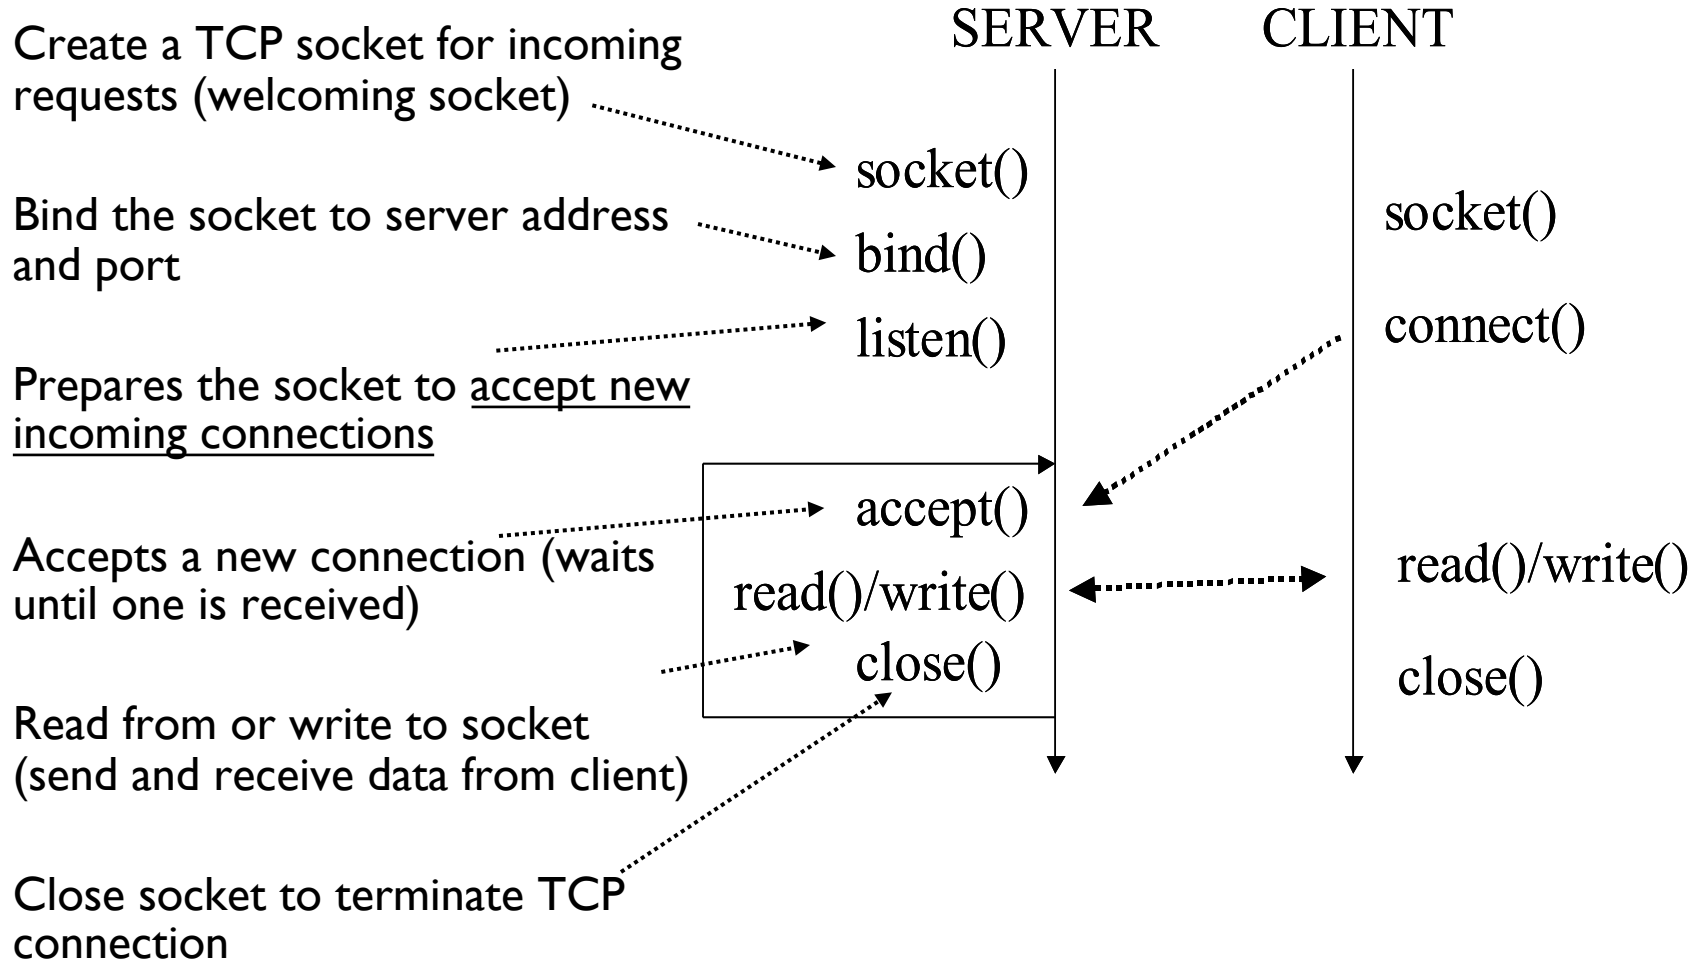 Create a TCP socket for incoming
requests (welcoming socket)
Bind the socket to server address
and port
Prepares the socket to accept new
incoming connections
Accepts a new connection (waits
until one is received)
Read from or write to socket
(send and receive data from client)
Close socket to terminate TCP
connection
SERVER
socket()
bind()
listen()
accept()
read()/write()
close()
CLIENT
socket()
connect()
read()/write()
close()